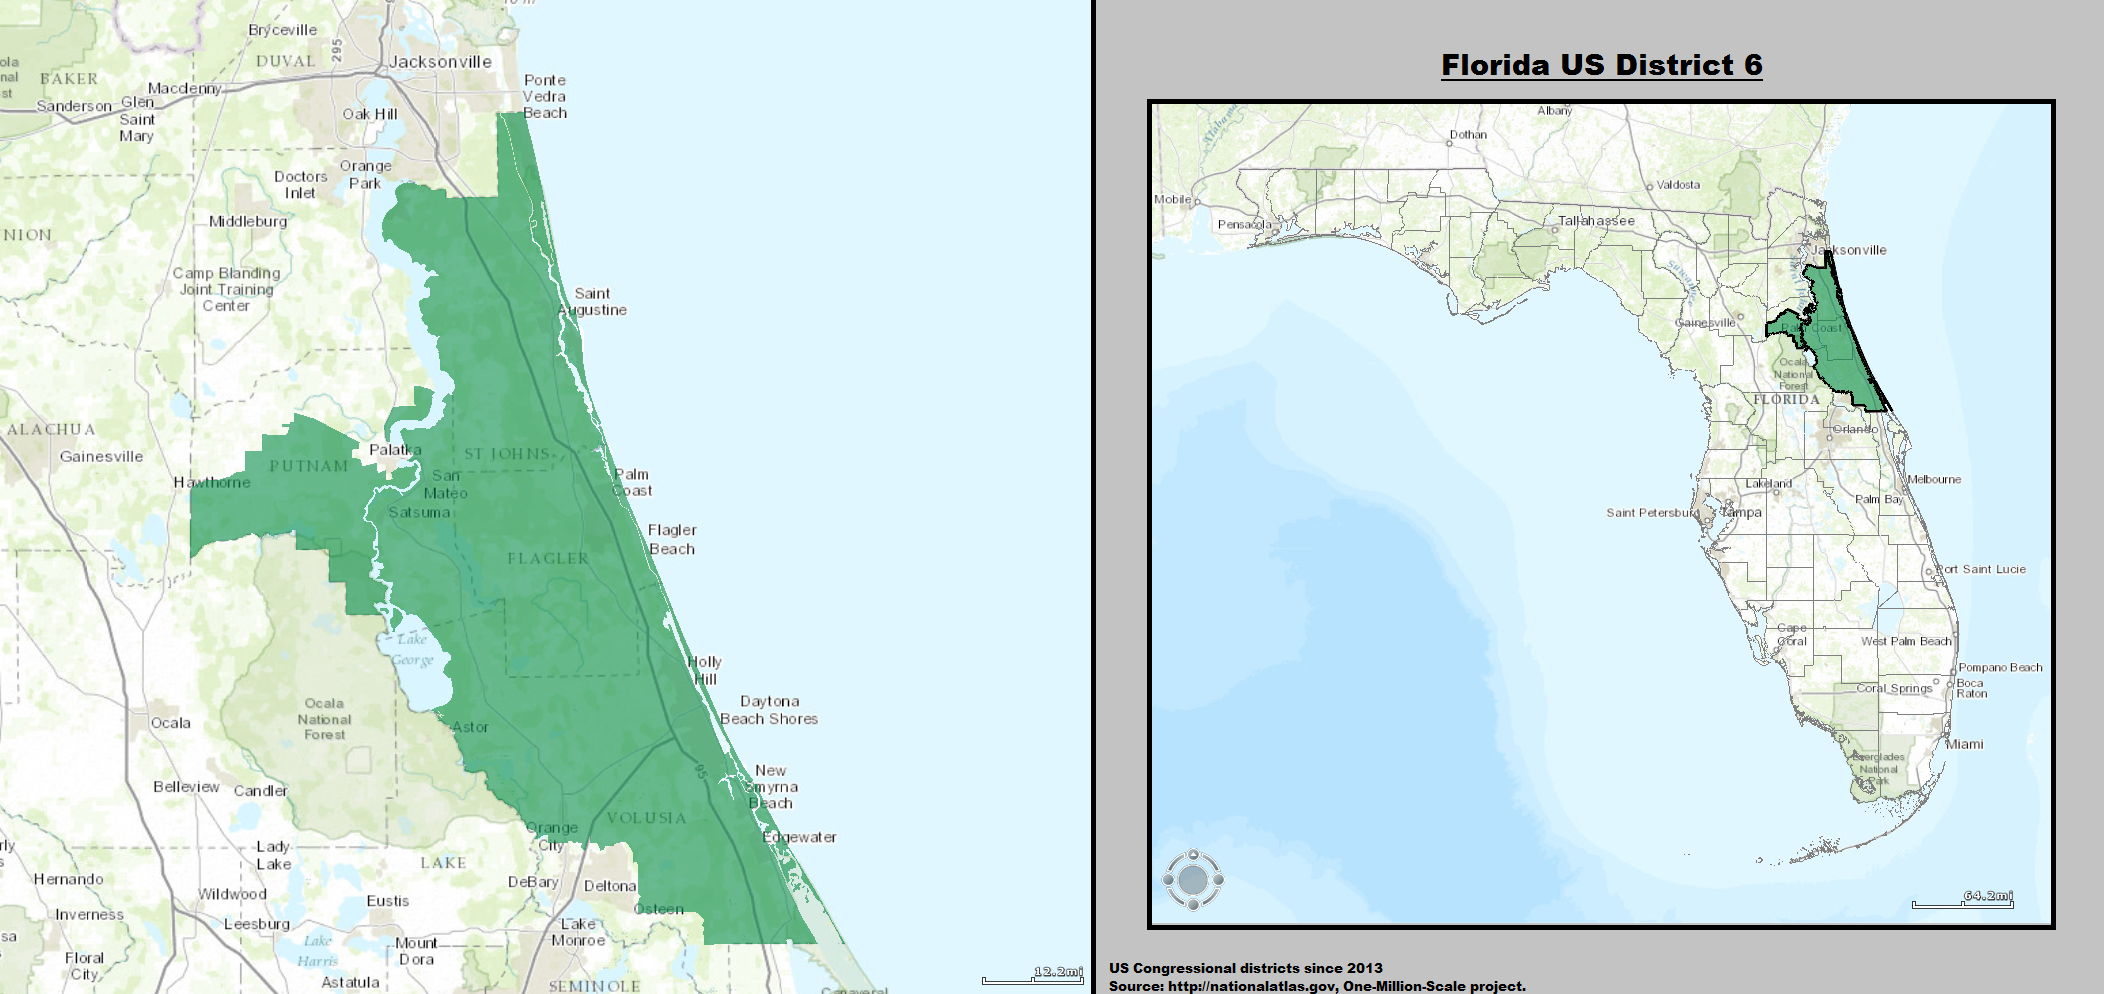 Bryceville
295
DUVAL
Jacksonville
BAKER
Macclenny
Sanderson
Glen
Saint
Mary
Oak Hill
Ponte
Vedra
Beach
Orange
Park
Doctors
Inlet
Middleburg
NION
Camp Blanding
Joint Training
Center
Saint
Augustine
ALACHUA
Gainesville
Hawthorne
PUTNAM
Palatka
ST JOHNS
San
Mateo
Satsuma
Palm
Coast
Flagler
Beach
FLAGLER
Lake
George
Holly
Hill
Ocala
National
Forest
Ocala
Astor
Daytona
Beach Shores
95
New
Smyrna
Beach
Belleview
Candler
VOLUSIA
Orange
City
Edgewater
Lady
Lake
LAKE
DeBary
Deltona
Hernando
Wildwood
Eustis
Osteen
Inverness
Leesburg
Lake
Monroe
Lake
Harris
Mount
Dora
Floral
City
Astatula
SEMINOLE
Canaveral
12.2mi
Florida US District 6
Albany
Alabama
Dothan
Mobile
Valdosta
Pensacola
Tallahassee
Jacksonville
Suwannee
Gainesville
Palm Coast
Ocala
National
Forest
FLORIDA
Orlando
Melbourne
Lakeland
Palm Bay
Saint Petersburg
Tampa
Port Saint Lucie
Cape
Coral
West Palm Beach
Pompano Beach
Coral Springs
Boca
Raton
Miami
Everglades
National
Park
64.2mi
US Congressional districts since 2013
Source: http://nationalatlas.gov, One-Million-Scale project.